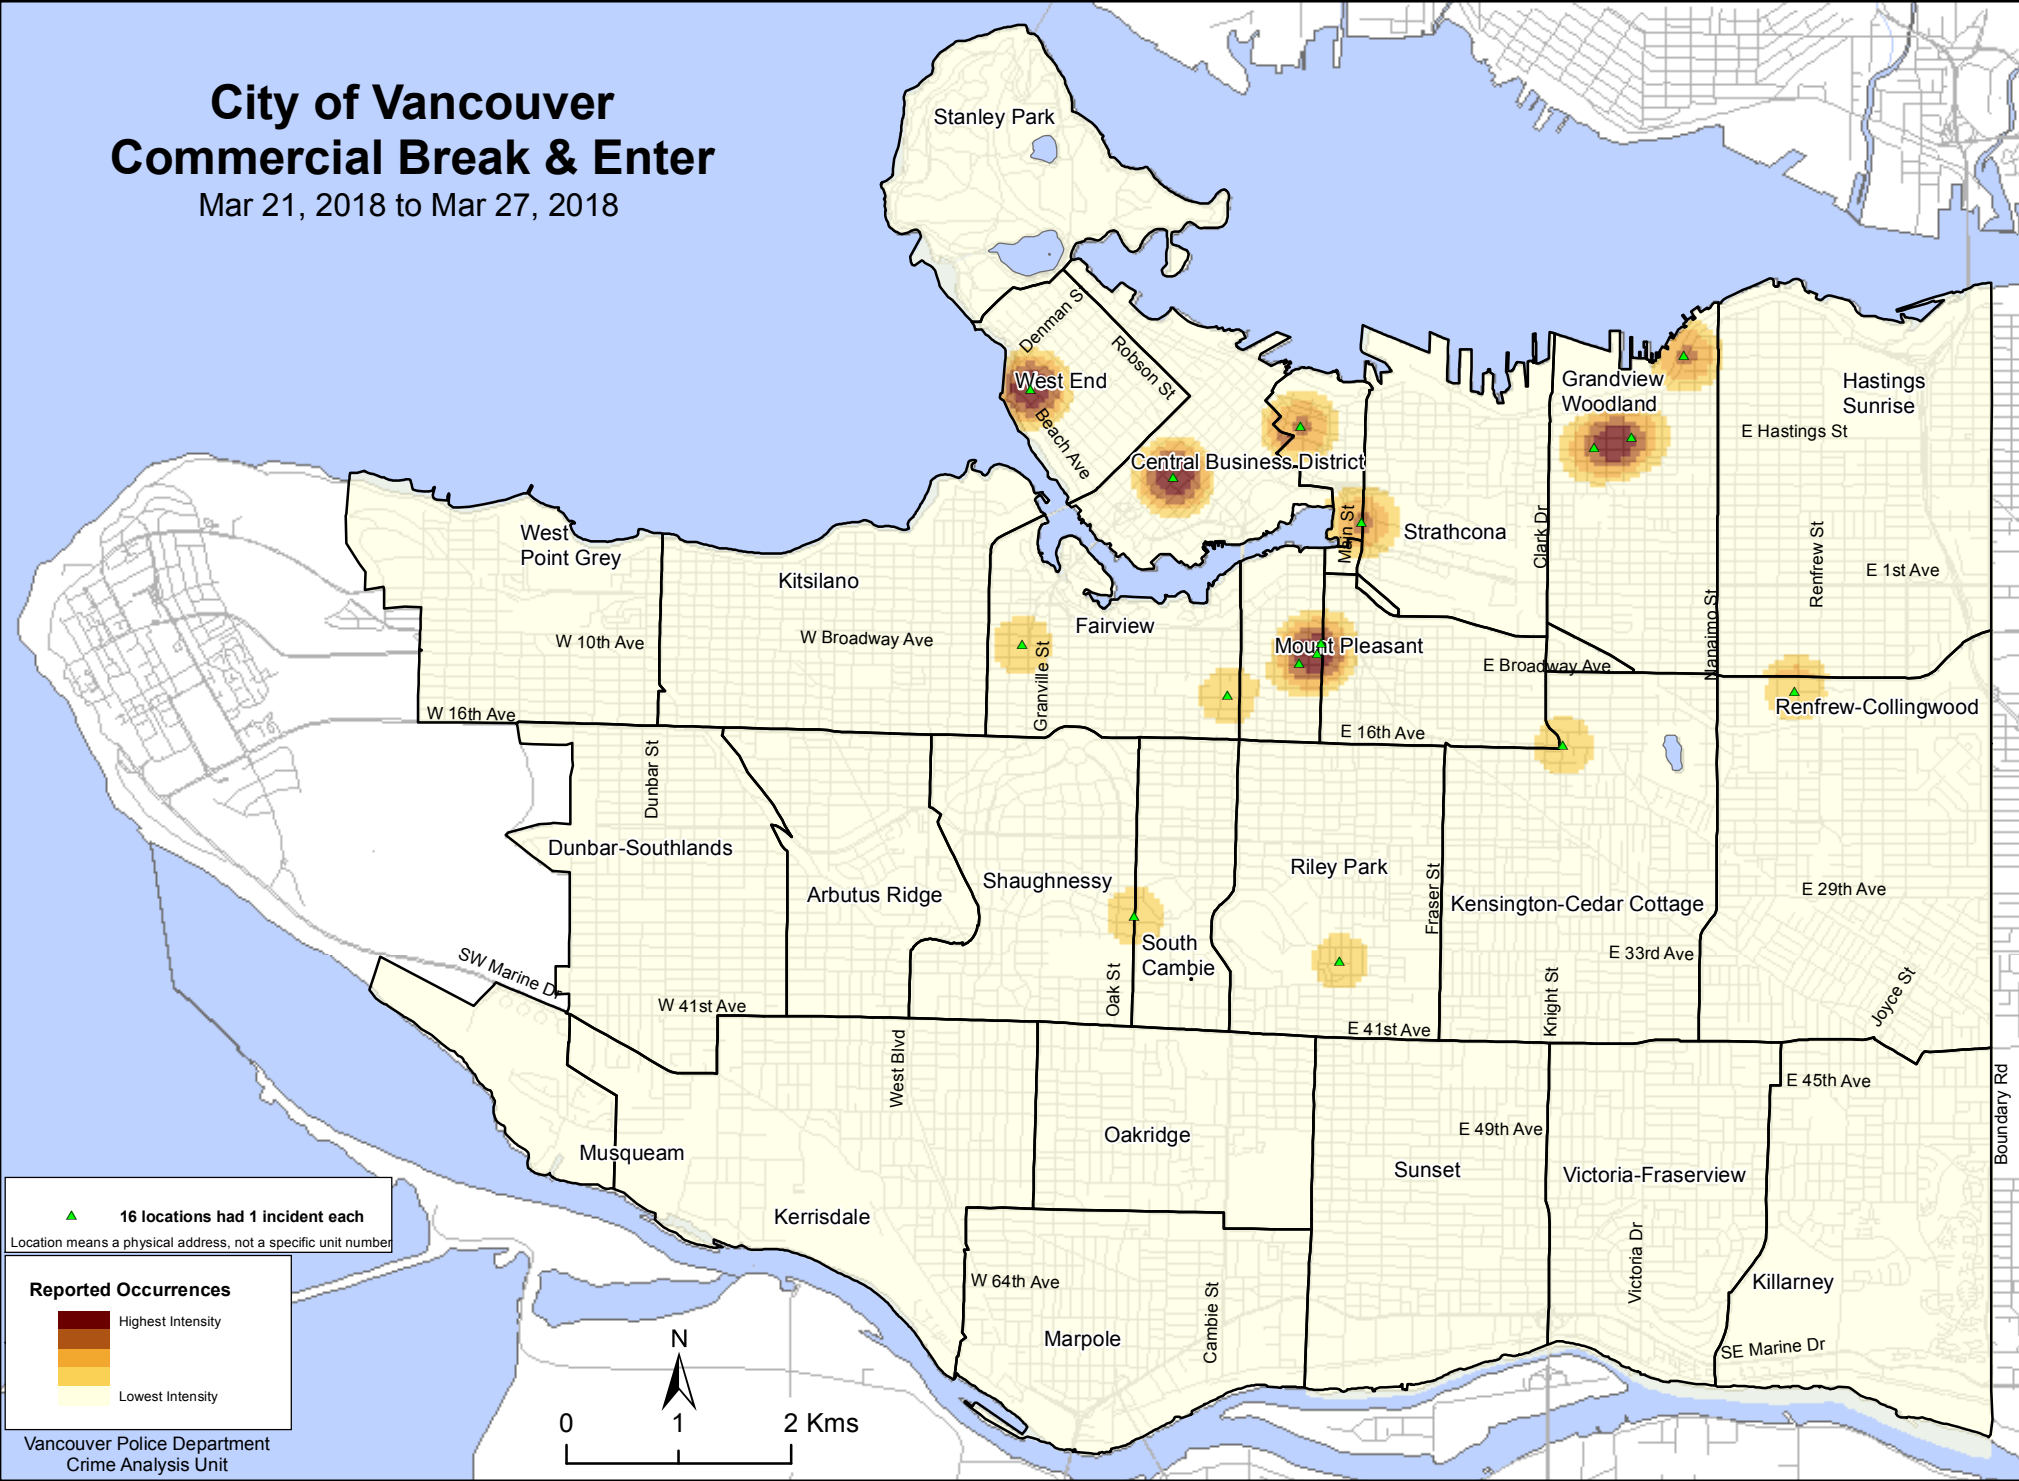 City of Vancouver
Commercial Break & Enter
Mar 21, 2018 to Mar 27, 2018
Stanley Park
Denman S
Robson St
West End
Beach Ave
Central Business District
Main St
Strathcona
Clark Dr
Grandview
Woodland
Hastings
Sunrise
E Hastings St
Renfrew St
E 1st Ave
Nanaimo St
West
Point Grey
Kitsilano
W 10th Ave
W Broadway Ave
Fairview
Granville St
Mount Pleasant
E Broadway Ave
Renfrew-Collingwood
W 16th Ave
E 16th Ave
Dunbar St
Dunbar-Southlands
Arbutus Ridge
Shaughnessy
Riley Park
Fraser St
Kensington-Cedar Cottage
E 29th Ave
South
Cambie
E 33rd Ave
SW Marine Dr
Oak St
Knight St
Joyce St
W 41st Ave
E 41st Ave
West Blvd
E 45th Ave
Boundary Rd
Oakridge
E 49th Ave
Musqueam
Sunset
Victoria-Fraserview
Kerrisdale
Victoria Dr
W 64th Ave
Cambie St
Killarney
Marpole
SE Marine Dr
16 locations had 1 incident each
Location means a physical address, not a specific unit number
Reported Occurrences
Highest Intensity
Lowest Intensity
N
0 1 2 Kms
Vancouver Police Department
Crime Analysis Unit